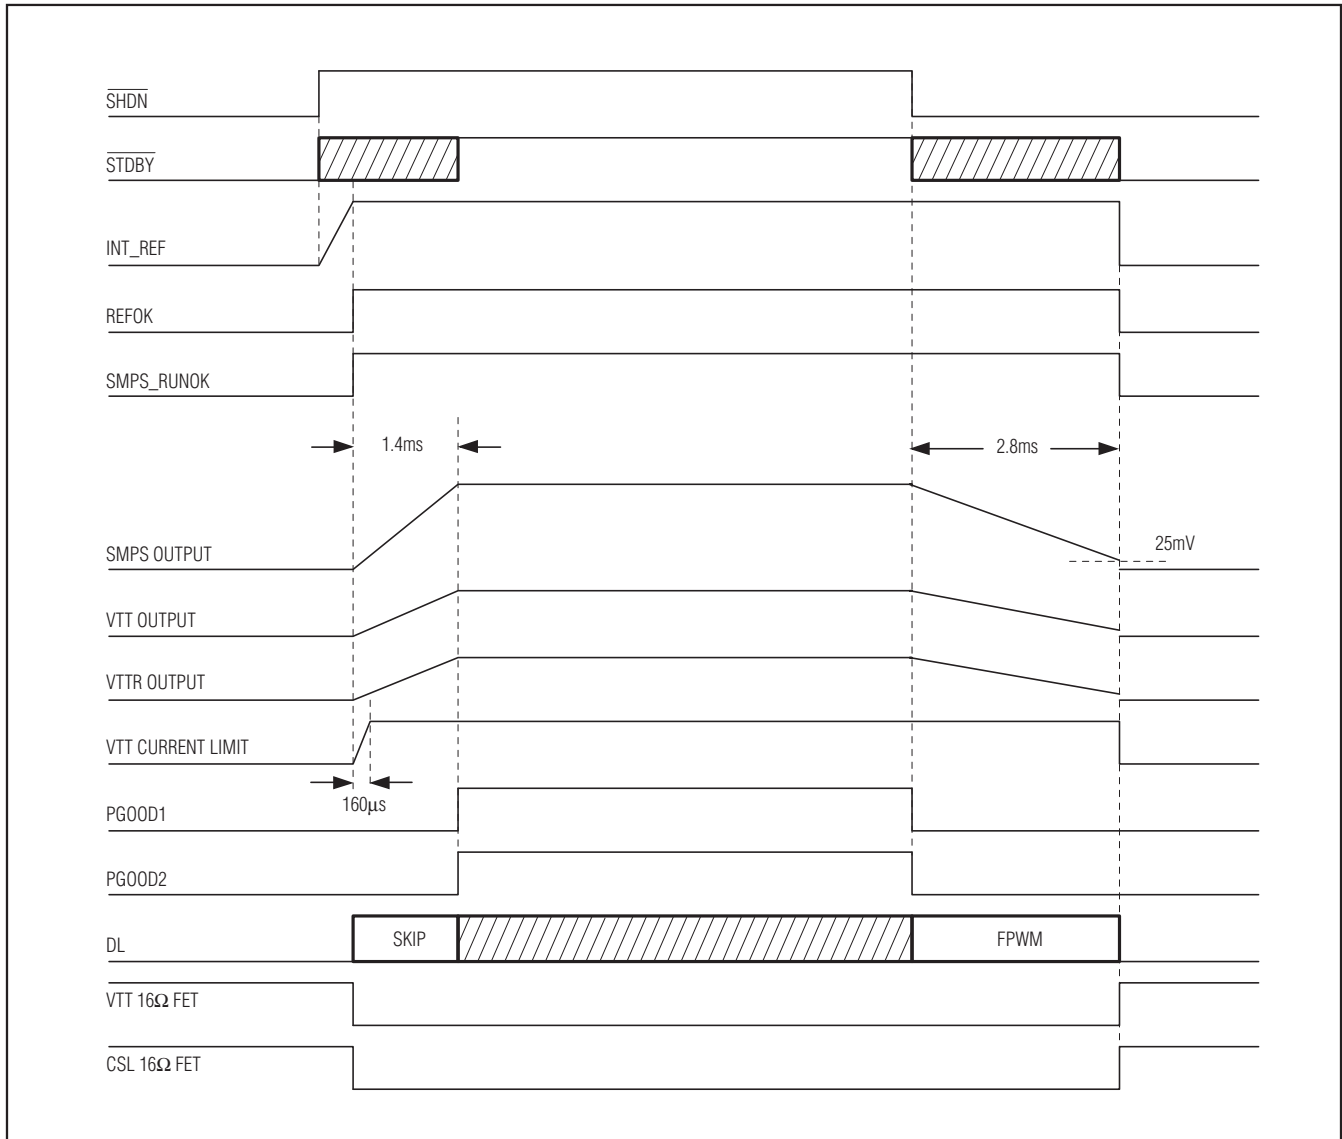 SHDN
STDBY
INT_REF
REFOK
SMPS_RUNOK
1.4ms
2.8ms
SMPS OUTPUT
25mV
VTT OUTPUT
VTTR OUTPUT
VTT CURRENT LIMIT
160μs
PGOOD1
PGOOD2
DL
SKIP
FPWM
VTT 16Ω FET
CSL 16Ω FET